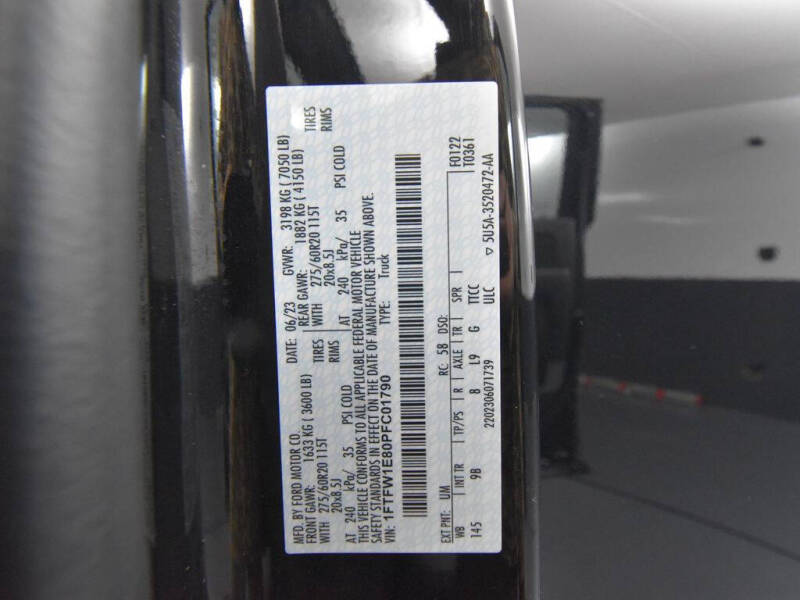 MFD. BY FORD MOTOR CO. DATE: 06/23 GVWR: 3198 KG ( 7050 LB)
FRONT GAWR: 1633 KG ( 3600 LB) REAR GAWR: 1882 KG ( 4150 LB)
WITH 275/60R20 115T TIRES WITH 275/60R20 115T TIRES
20x8.5J RIMS 20x8.5J RIMS
AT 240 kPa/ 35 PSI COLD AT 240 kPa/ 35 PSI COLD
THIS VEHICLE CONFORMS TO ALL APPLICABLE FEDERAL MOTOR VEHICLE
SAFETY STANDARDS IN EFFECT ON THE DATE OF MANUFACTURE SHOWN ABOVE.
VIN: 1FTFW1E80PFC01790 TYPE: Truck
F0122
T0361
EXT PNT: UM RC: 5B DSO:
WB INT TR TP/PS R AXLE TR SPR
145 9B 8 L9 G TTCC
2202306071739 ULC ▽ 5U5A-3520472-AA